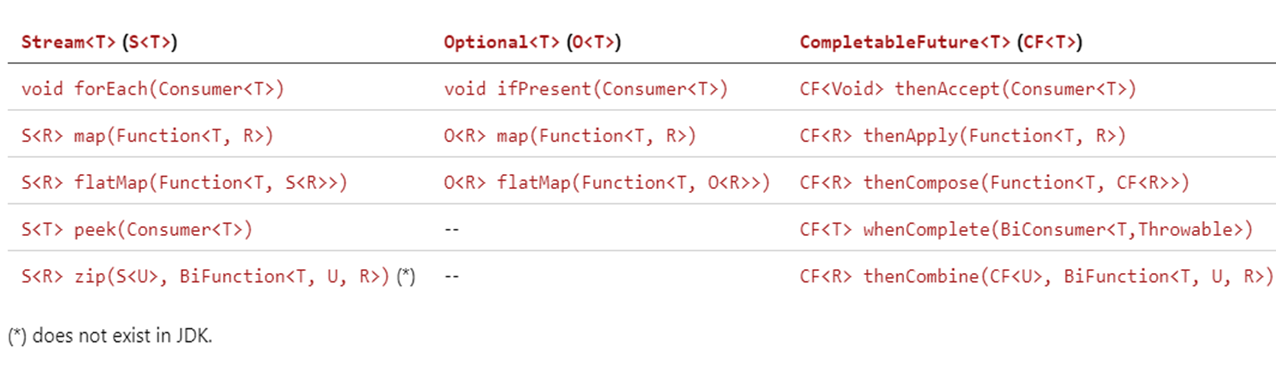 Stream<T> (S<T>) Optional<T> (O<T>) CompletableFuture<T> (CF<T>)
void forEach(Consumer<T>) void ifPresent(Consumer<T>) CF<Void> thenAccept(Consumer<T>)
S<R> map(Function<T, R>) O<R> map(Function<T, R>) CF<R> thenApply(Function<T, R>)
S<R> flatMap(Function<T, S<R>>) O<R> flatMap(Function<T, O<R>>) CF<R> thenCompose(Function<T, CF<R>>)
S<T> peek(Consumer<T>) -- CF<T> whenComplete(BiConsumer<T,Throwable>)
S<R> zip(S<U>, BiFunction<T, U, R>) (*) -- CF<R> thenCombine(CF<U>, BiFunction<T, U, R>)
(*) does not exist in JDK.